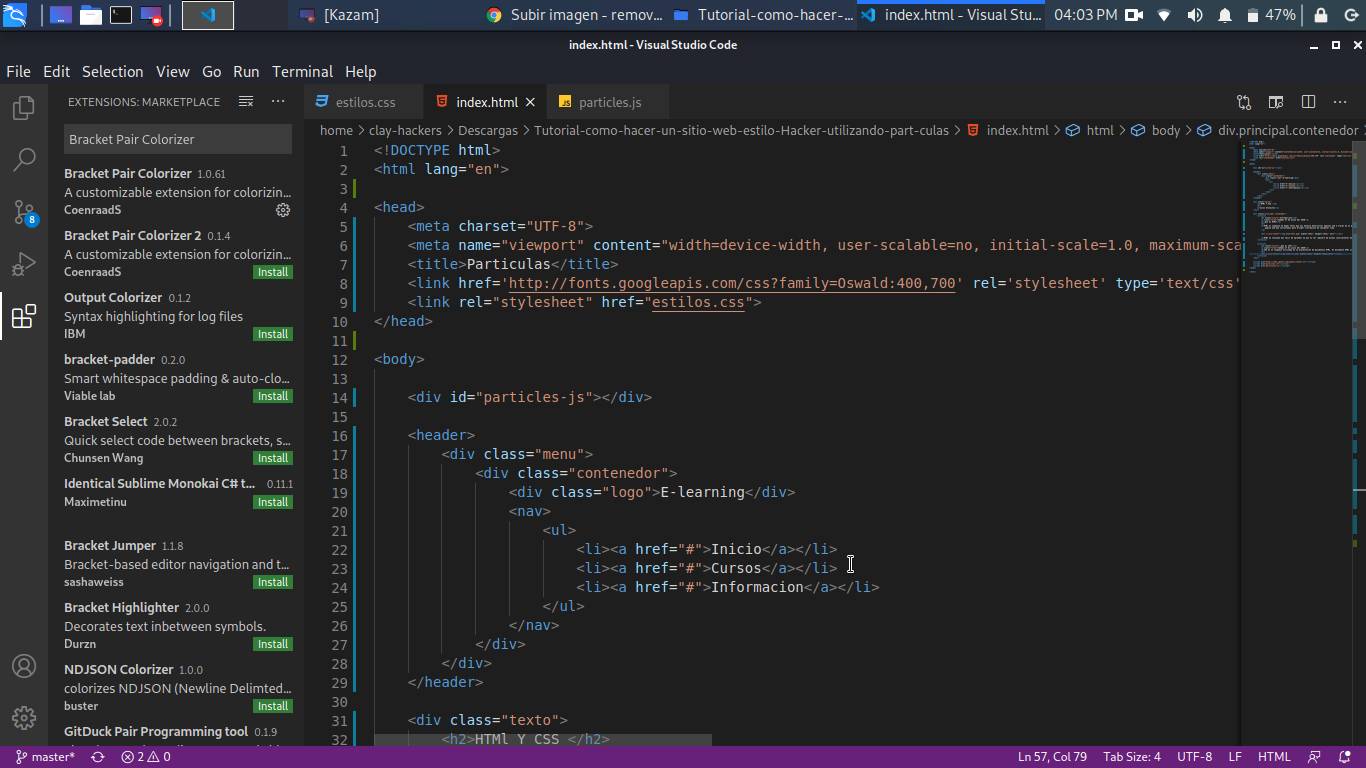 [Kazam]
Subir imagen - remov...
Tutorial-como-hacer-...
index.html - Visual Stu...
04:03 PM
47%
index.html - Visual Studio Code
File Edit Selection View Go Run Terminal Help
EXTENSIONS: MARKETPLACE
Bracket Pair Colorizer
Bracket Pair Colorizer 1.0.61
A customizable extension for colorizin...
CoenraadS
Bracket Pair Colorizer 2 0.1.4
A customizable extension for colorizin...
CoenraadS Install
Output Colorizer 0.1.2
Syntax highlighting for log files
IBM Install
bracket-padder 0.2.0
Smart whitespace padding & auto-clo...
Viable lab Install
Bracket Select 2.0.2
Quick select code between brackets, s...
Chunsen Wang Install
Identical Sublime Monokai C# t... 0.11.1
Maximetinu Install
Bracket Jumper 1.1.8
Bracket-based editor navigation and t...
sashaweiss Install
Bracket Highlighter 2.0.0
Decorates text inbetween symbols.
Durzn Install
NDJSON Colorizer 1.0.0
colorizes NDJSON (Newline Delimted...
buster Install
GitDuck Pair Programming tool 0.1.9
8
estilos.css index.html particles.js
home > clay-hackers > Descargas > Tutorial-como-hacer-un-sitio-web-estilo-Hacker-utilizando-part-culas > index.html > html > body > div.principal.contenedor
1 <!DOCTYPE html>
2 <html lang="en">
3
4 <head>
5 <meta charset="UTF-8">
6 <meta name="viewport" content="width=device-width, user-scalable=no, initial-scale=1.0, maximum-sca
7 <title>Particulas</title>
8 <link href='http://fonts.googleapis.com/css?family=Oswald:400,700' rel='stylesheet' type='text/css'
9 <link rel="stylesheet" href="estilos.css">
10 </head>
11
12 <body>
13
14 <div id="particles-js"></div>
15
16 <header>
17 <div class="menu">
18 <div class="contenedor">
19 <div class="logo">E-learning</div>
20 <nav>
21 <ul>
22 <li><a href="#">Inicio</a></li>
23 <li><a href="#">Cursos</a></li>
24 <li><a href="#">Informacion</a></li>
25 </ul>
26 </nav>
27 </div>
28 </div>
29 </header>
30
31 <div class="texto">
32 <h2>HTMl Y CSS </h2>
master* 2 0 Ln 57, Col 79 Tab Size: 4 UTF-8 LF HTML